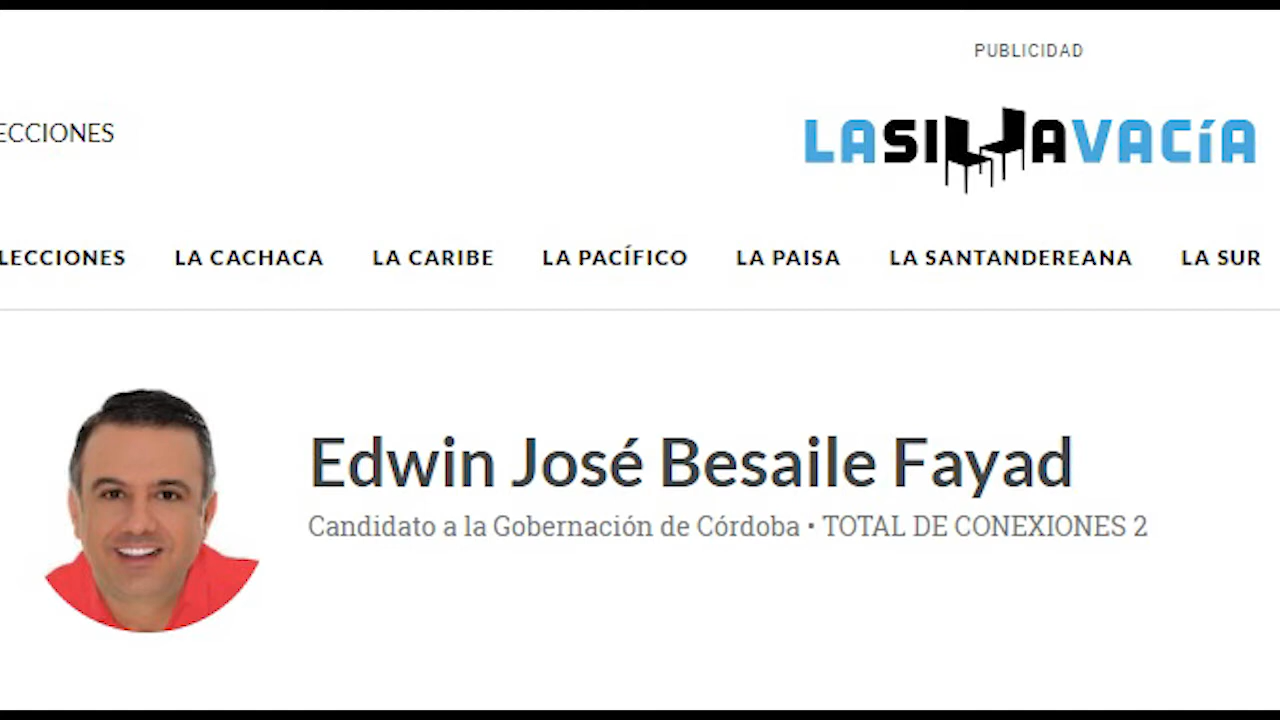 PUBLICIDAD
ECCIONES
LASILLAVACÍA
LECCIONES LA CACHACA LA CARIBE LA PACÍFICO LA PAISA LA SANTANDEREANA LA SUR
Edwin José Besaile Fayad
Candidato a la Gobernación de Córdoba • TOTAL DE CONEXIONES 2